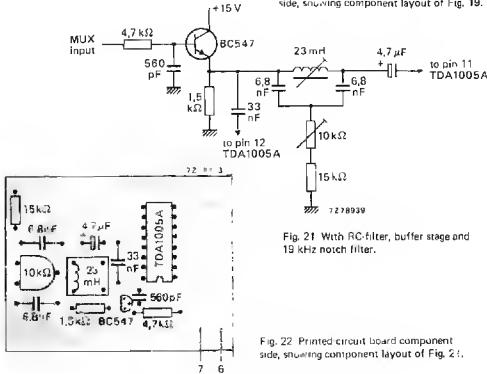 side, showing component layout of Fig. 19.
+15 V
MUX
input
4,7 kΩ
BC547
560
pF
1,5
kΩ
33
nF
to pin 12
TDA1005A
23 mH
6,8
nF
6,8
nF
4,7 µF
+
to pin 11
TDA1005A
10kΩ
15kΩ
7Z78939
Fig. 21 With RC-filter, buffer stage and
19 kHz notch filter.
15kΩ
6.8nF
4,7µF
+
33
nF
TDA1005A
10kΩ
23
mH
6.8nF
1,5kΩ
BC547
560pF
4,7kΩ
7 6
Fig. 22 Printed circuit board component
side, showing component layout of Fig. 21.